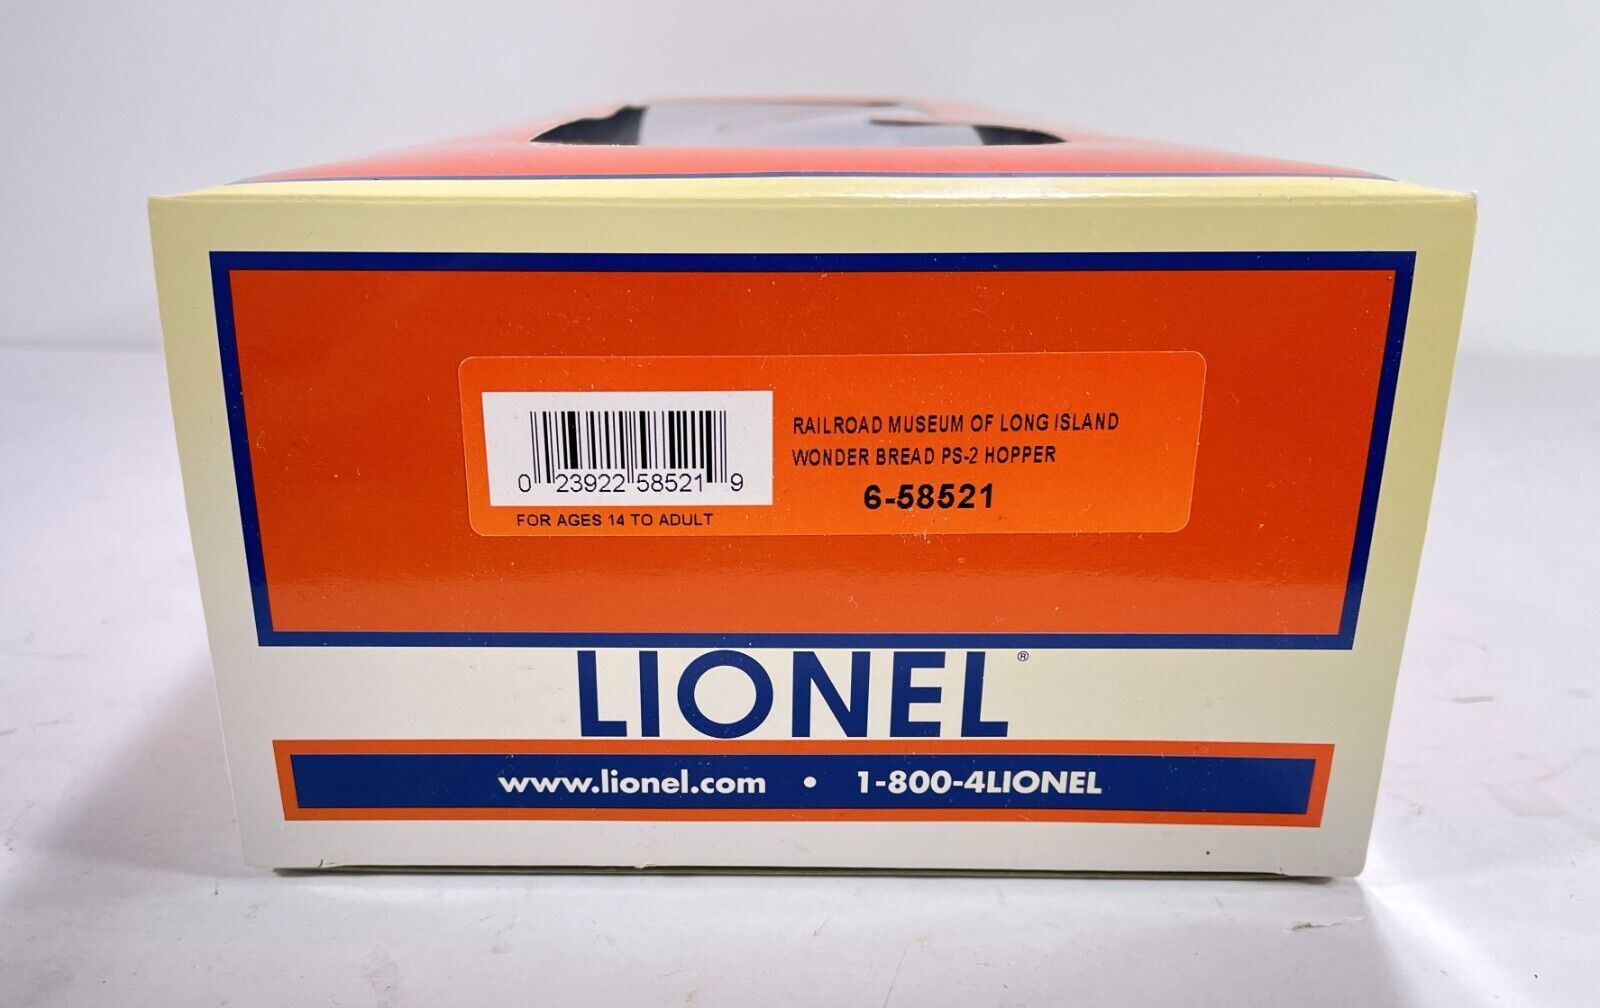 RAILROAD MUSEUM OF LONG ISLAND
WONDER BREAD PS-2 HOPPER
6-58521
0 23922 58521 9
FOR AGES 14 TO ADULT
LIONEL®
www.lionel.com • 1-800-4LIONEL